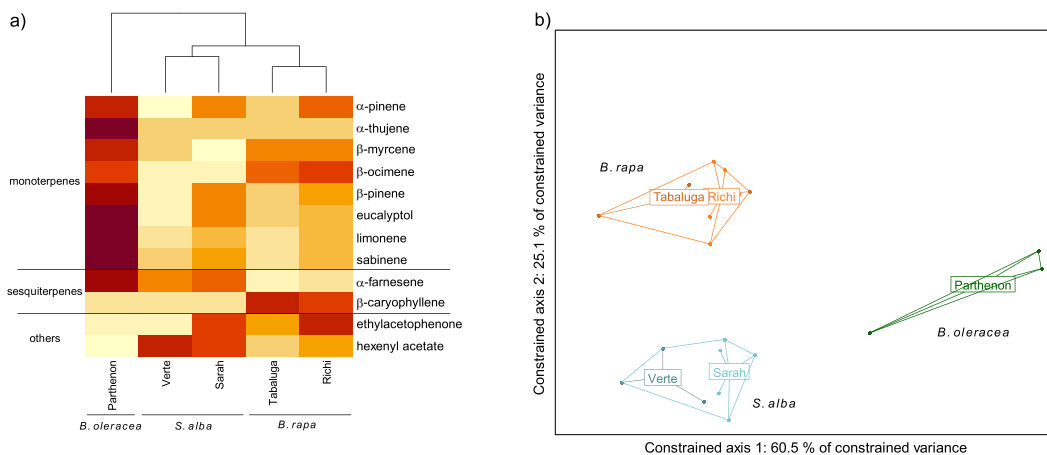 a)
α-pinene
α-thujene
β-myrcene
β-ocimene
β-pinene
eucalyptol
limonene
sabinene
α-farnesene
β-caryophyllene
ethylacetophenone
hexenyl acetate
monoterpenes
sesquiterpenes
others
Parthenon
Verte
Sarah
Tabaluga
Richi
B.oleracea
S.alba
B.rapa
b)
Constrained axis 2: 25.1 % of constrained variance
B.rapa
Tabaluga
Richi
Parthenon
B.oleracea
Verte
Sarah
S.alba
Constrained axis 1: 60.5 % of constrained variance